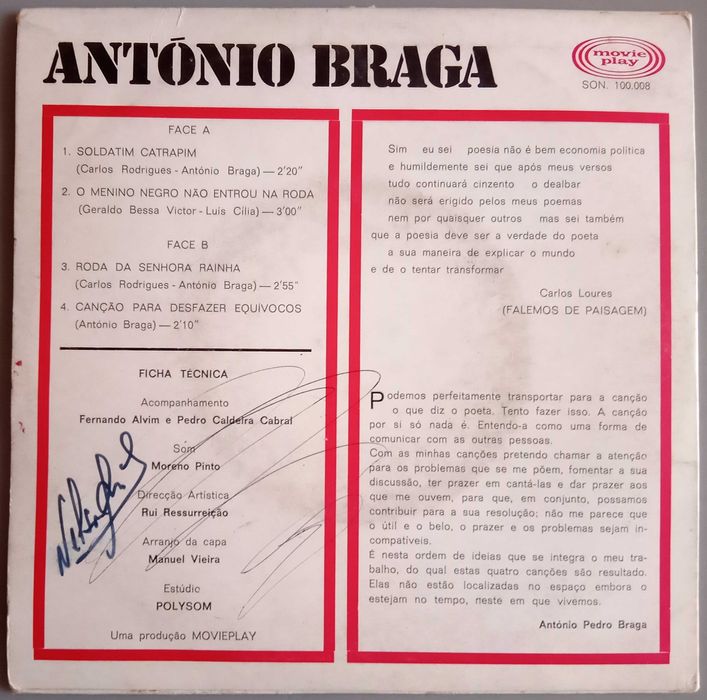 ANTÓNIO BRAGA
movie
play
SON. 100.008
FACE A
1. SOLDATIM CATRAPIM
(Carlos Rodrigues - António Braga) — 2'20"
2. O MENINO NEGRO NÃO ENTROU NA RODA
(Geraldo Bessa Victor - Luís Cília) — 3'00"
FACE B
3. RODA DA SENHORA RAINHA
(Carlos Rodrigues - António Braga) — 2'55"
4. CANÇÃO PARA DESFAZER EQUÍVOCOS
(António Braga) — 2'10"
FICHA TÉCNICA
Acompanhamento
Fernando Alvim e Pedro Caldeira Cabral
Som
Moreno Pinto
Direcção Artística
Rui Ressurreição
Arranjo da capa
Manuel Vieira
Estúdio
POLYSOM
Uma produção MOVIEPLAY
Sim eu sei poesia não é bem economia política
e humildemente sei que após meus versos
tudo continuará cinzento o dealbar
não será erigido pelos meus poemas
nem por quaisquer outros mas sei também
que a poesia deve ser a verdade do poeta
a sua maneira de explicar o mundo
e de o tentar transformar
Carlos Loures
(FALEMOS DE PAISAGEM)
Podemos perfeitamente transportar para a canção
o que diz o poeta. Tento fazer isso. A canção
por si só nada é. Entendo-a como uma forma de
comunicar com as outras pessoas.
Com as minhas canções pretendo chamar a atenção
para os problemas que se me põem, fomentar a sua
discussão, ter prazer em cantá-las e dar prazer aos
que me ouvem, para que, em conjunto, possamos
contribuir para a sua resolução; não me parece que
o útil e o belo, o prazer e os problemas sejam in-
compatíveis.
É nesta ordem de ideias que se integra o meu tra-
balho, do qual estas quatro canções são resultado.
Elas não estão localizadas no espaço embora o
estejam no tempo, neste em que vivemos.
António Pedro Braga